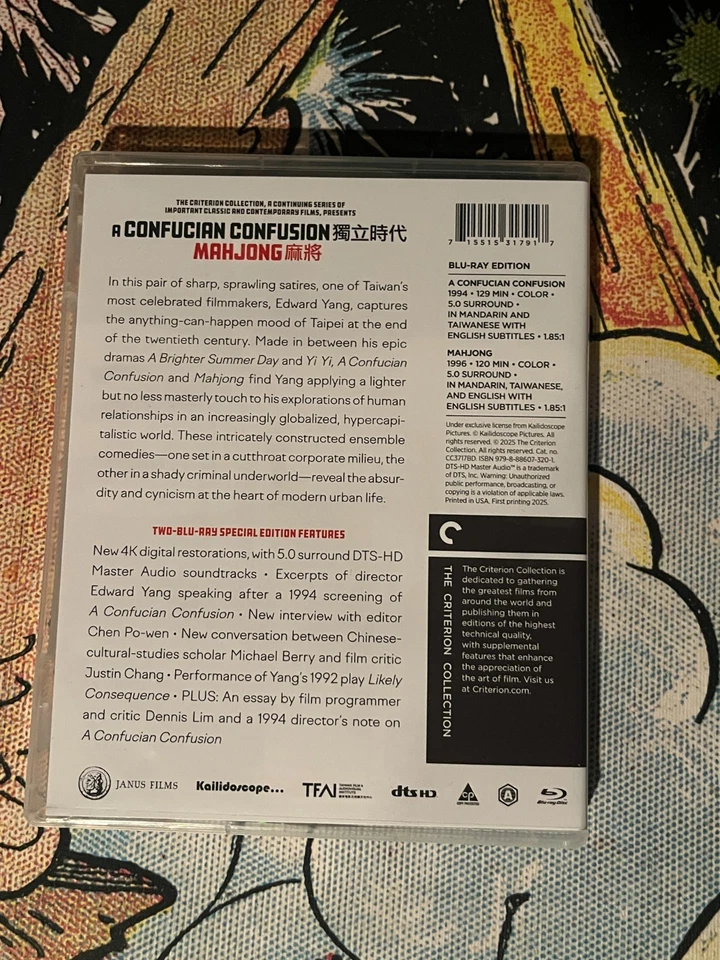 THE CRITERION COLLECTION, A CONTINUING SERIES OF
IMPORTANT CLASSIC AND CONTEMPORARY FILMS, PRESENTS
A CONFUCIAN CONFUSION 獨立時代
MAHJONG 麻將
In this pair of sharp, sprawling satires, one of Taiwan's
most celebrated filmmakers, Edward Yang, captures
the anything-can-happen mood of Taipei at the end
of the twentieth century. Made in between his epic
dramas A Brighter Summer Day and Yi Yi, A Confucian
Confusion and Mahjong find Yang applying a lighter
but no less masterly touch to his explorations of human
relationships in an increasingly globalized, hypercapi-
talistic world. These intricately constructed ensemble
comedies—one set in a cutthroat corporate milieu, the
other in a shady criminal underworld—reveal the absur-
dity and cynicism at the heart of modern urban life.
TWO-BLU-RAY SPECIAL EDITION FEATURES
New 4K digital restorations, with 5.0 surround DTS-HD
Master Audio soundtracks • Excerpts of director
Edward Yang speaking after a 1994 screening of
A Confucian Confusion • New interview with editor
Chen Po-wen • New conversation between Chinese-
cultural-studies scholar Michael Berry and film critic
Justin Chang • Performance of Yang's 1992 play Likely
Consequence • PLUS: An essay by film programmer
and critic Dennis Lim and a 1994 director's note on
A Confucian Confusion
7 15515 31791 7
BLU-RAY EDITION
A CONFUCIAN CONFUSION
1994 • 129 MIN • COLOR •
5.0 SURROUND •
IN MANDARIN AND
TAIWANESE WITH
ENGLISH SUBTITLES • 1.85:1
MAHJONG
1996 • 120 MIN • COLOR •
5.0 SURROUND •
IN MANDARIN, TAIWANESE,
AND ENGLISH WITH
ENGLISH SUBTITLES • 1.85:1
Under exclusive license from Kailidoscope
Pictures. © Kailidoscope Pictures. All
rights reserved. © 2025 The Criterion
Collection. All rights reserved. Cat. no.
CC3717BD. ISBN 979-8-88607-320-1.
DTS-HD Master Audio™ is a trademark
of DTS, Inc. Warning: Unauthorized
public performance, broadcasting, or
copying is a violation of applicable laws.
Printed in USA. First printing 2025.
THE CRITERION COLLECTION
The Criterion Collection is
dedicated to gathering
the greatest films from
around the world and
publishing them in
editions of the highest
technical quality,
with supplemental
features that enhance
the appreciation of
the art of film. Visit us
at Criterion.com.
JANUS FILMS
Kailidoscope...
TFAI
dts HD
cp
A
Blu-ray Disc